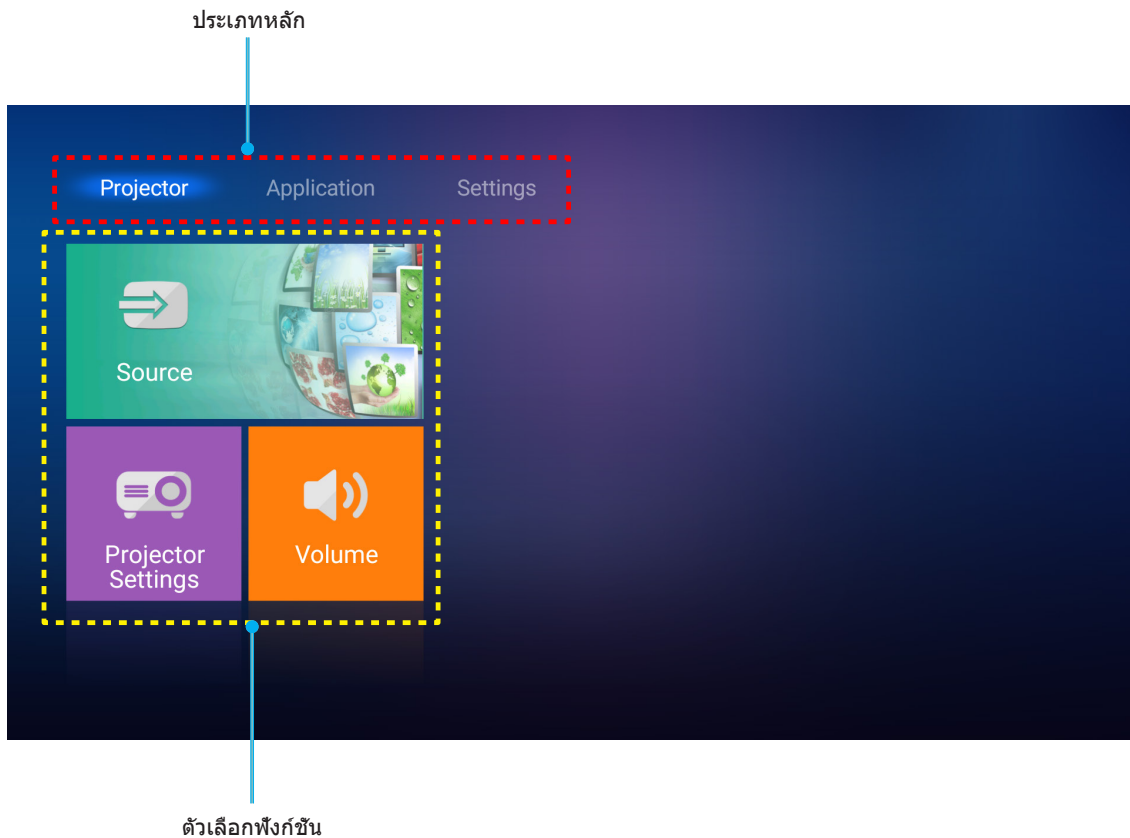 ประเภทหลัก
Projector Application Settings
Source
Projector
Settings
Volume
ตัวเลือกฟังก์ชัน